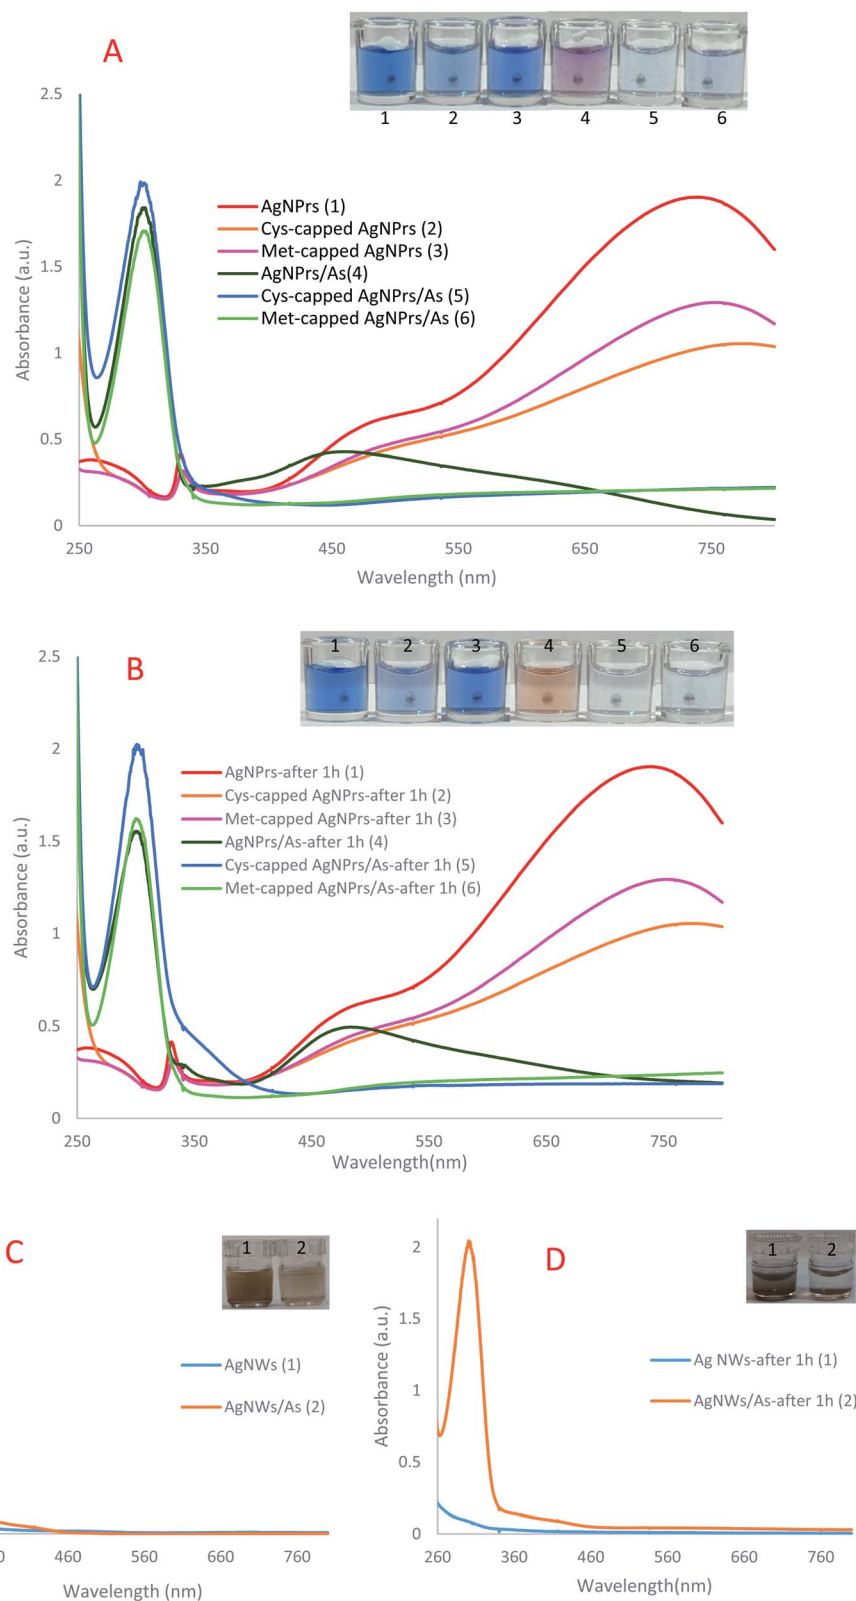 A
1 2 3 4 5 6
2.5
2
1.5
1
0.5
0
Absorbance (a.u.)
AgNPrs (1)
Cys-capped AgNPrs (2)
Met-capped AgNPrs (3)
AgNPrs/As(4)
Cys-capped AgNPrs/As (5)
Met-capped AgNPrs/As (6)
250 350 450 550 650 750
Wavelength (nm)
B
1 2 3 4 5 6
2.5
2
1.5
1
0.5
0
Absorbance (a.u.)
AgNPrs-after 1h (1)
Cys-capped AgNPrs-after 1h (2)
Met-capped AgNPrs-after 1h (3)
AgNPrs/As-after 1h (4)
Cys-capped AgNPrs/As-after 1h (5)
Met-capped AgNPrs/As-after 1h (6)
250 350 450 550 650 750
Wavelength(nm)
C
1 2
AgNWs (1)
AgNWs/As (2)
460 560 660 760
Wavelength (nm)
D
1 2
2
1.5
1
0.5
0
Absorbance (a.u.)
Ag NWs-after 1h (1)
AgNWs/As-after 1h (2)
260 360 460 560 660 760
Wavelength(nm)